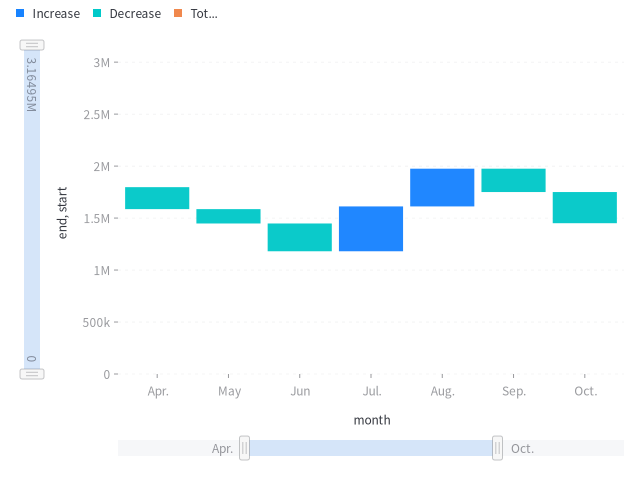 Increase Decrease Tot...
3.16495M
0
end, start
3M
2.5M
2M
1.5M
1M
500k
0
Apr. May Jun Jul. Aug. Sep. Oct.
month
Apr. Oct.